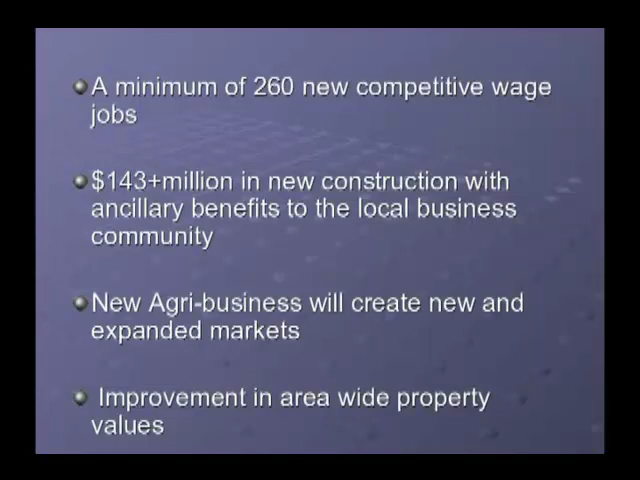 A minimum of 260 new competitive wage
jobs
$143+million in new construction with
ancillary benefits to the local business
community
New Agri-business will create new and
expanded markets
Improvement in area wide property
values